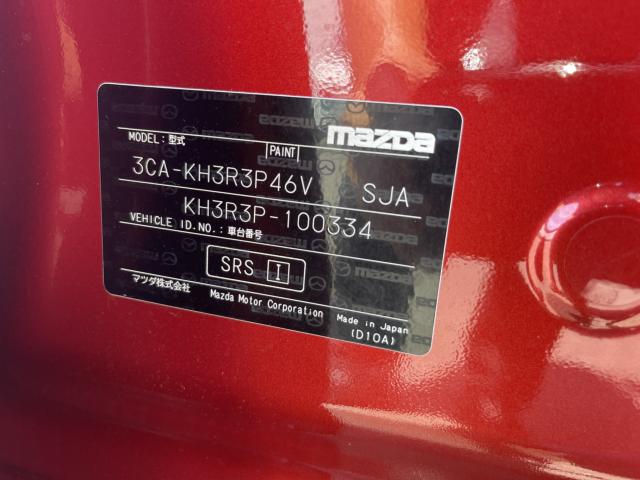 mazda
MODEL:型式
PAINT
3CA-KH3R3P46V SJA
KH3R3P-100334
VEHICLE ID.NO.:車台番号
SRS I
マツダ株式会社
Mazda Motor Corporation
Made in Japan
(D10A)